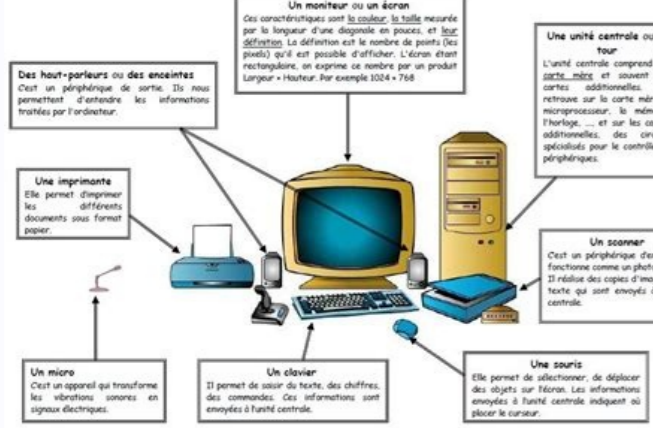 Un moniteur ou un écran
Ces caractéristiques sont la couleur, la taille mesurée
par la longueur d'une diagonale en pouces, et leur
définition. La définition est le nombre de points (les
pixels) qu'il est possible d'afficher. L'écran étant
rectangulaire, on exprime ce nombre par un produit
Largeur × Hauteur. Par exemple 1024 × 768
Des haut-parleurs ou des enceintes
C'est un périphérique de sortie. Ils nous
permettent d'entendre les informations
traitées par l'ordinateur.
Une unité centrale ou
tour
L'unité centrale comprend
carte mère et souvent
cartes additionnelles.
retrouve sur la carte
microprocesseur, la
l'horloge, ..., et sur les
additionnelles, des
spécialisés pour le
périphériques.
Une imprimante
Elle permet d'imprimer
les différents
documents sous format
papier.
Un scanner
C'est un périphérique
fonctionne comme un
Il réalise des copies
texte qui sont envoyés
centrale.
Un micro
C'est un appareil qui transforme
les vibrations sonores en
signaux électriques.
Un clavier
Il permet de saisir du texte, des chiffres,
des commandes. Ces informations sont
envoyées à l'unité centrale.
Une souris
Elle permet de sélectionner, de déplacer
des objets sur l'écran. Les informations
envoyées à l'unité centrale indiquent où
placer le curseur.